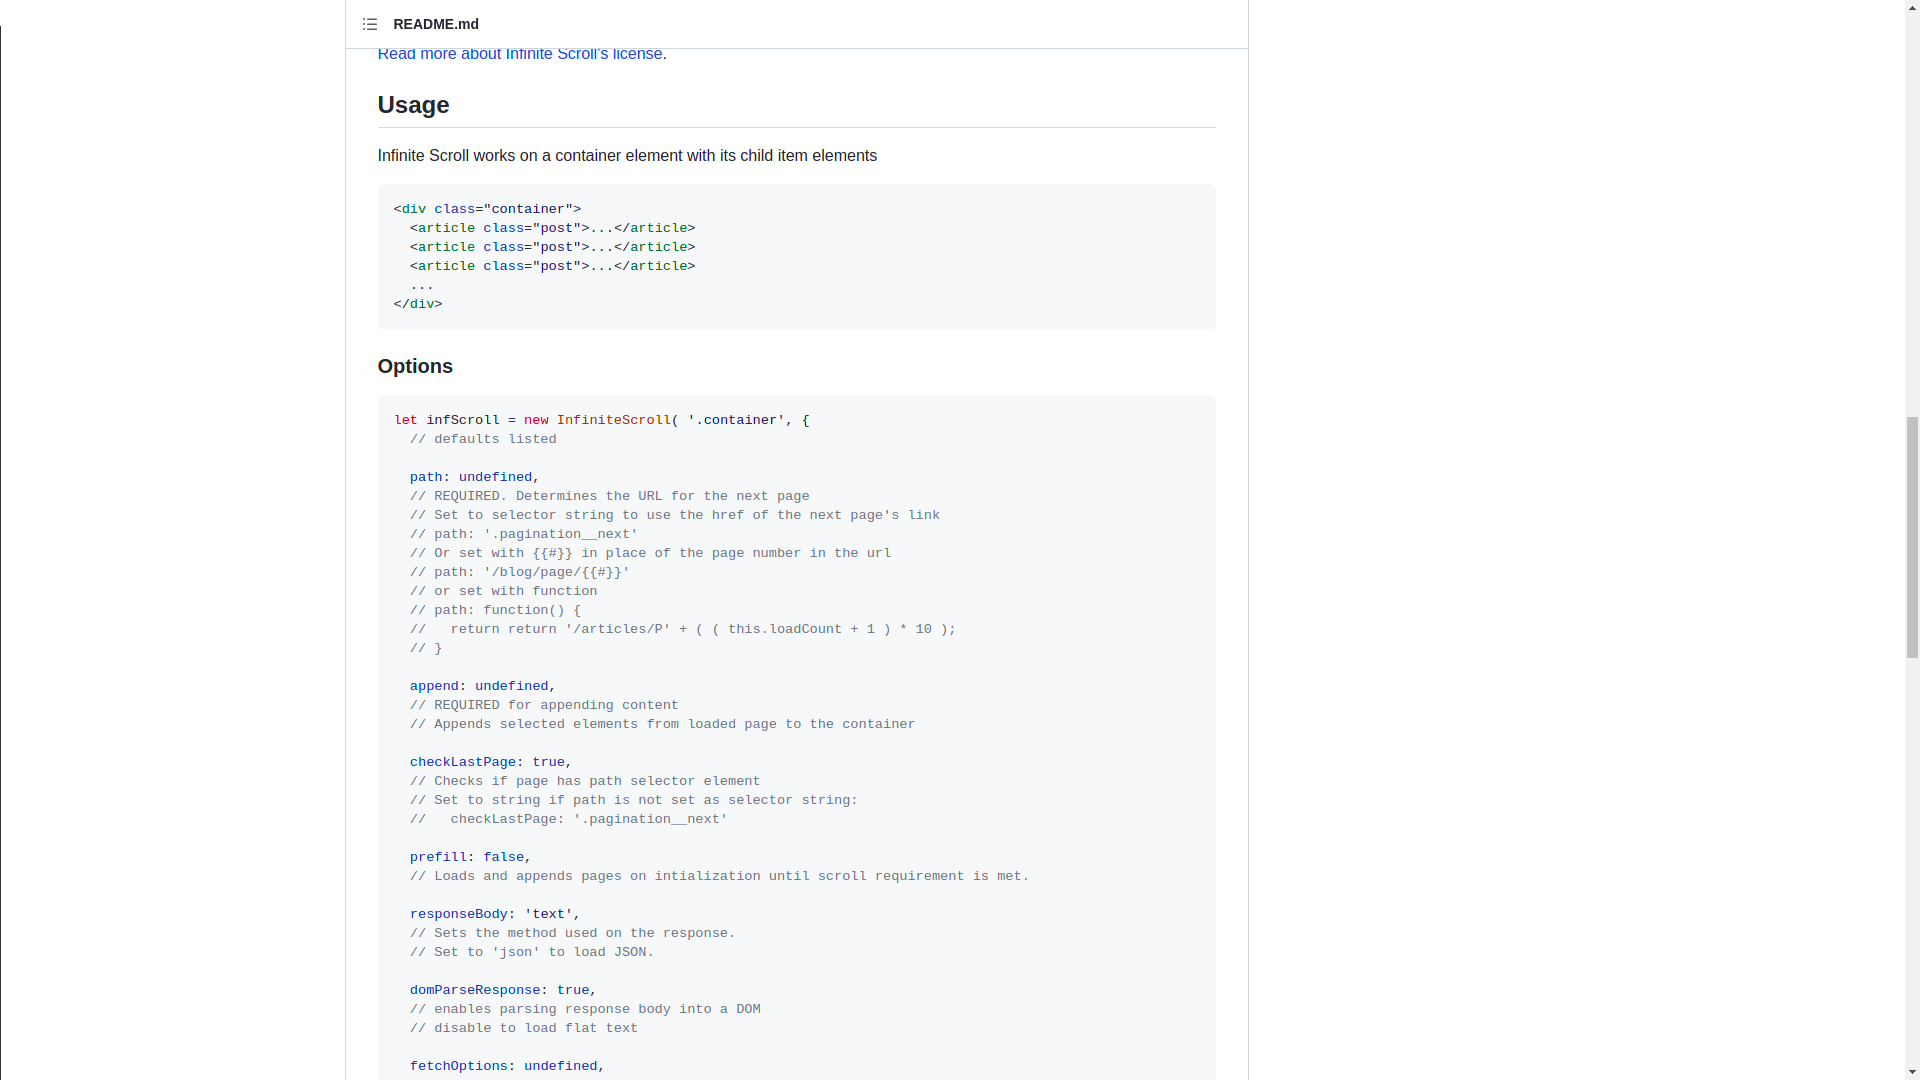 README.md
Read more about Infinite Scroll's license.
Usage
Infinite Scroll works on a container element with its child item elements
<div class="container">
  <article class="post">...</article>
  <article class="post">...</article>
  <article class="post">...</article>
  ...
</div>
Options
let infScroll = new InfiniteScroll( '.container', {
  // defaults listed

  path: undefined,
  // REQUIRED. Determines the URL for the next page
  // Set to selector string to use the href of the next page's link
  // path: '.pagination__next'
  // Or set with {{#}} in place of the page number in the url
  // path: '/blog/page/{{#}}'
  // or set with function
  // path: function() {
  //   return return '/articles/P' + ( ( this.loadCount + 1 ) * 10 );
  // }

  append: undefined,
  // REQUIRED for appending content
  // Appends selected elements from loaded page to the container

  checkLastPage: true,
  // Checks if page has path selector element
  // Set to string if path is not set as selector string:
  //   checkLastPage: '.pagination__next'

  prefill: false,
  // Loads and appends pages on intialization until scroll requirement is met.

  responseBody: 'text',
  // Sets the method used on the response.
  // Set to 'json' to load JSON.

  domParseResponse: true,
  // enables parsing response body into a DOM
  // disable to load flat text

  fetchOptions: undefined,